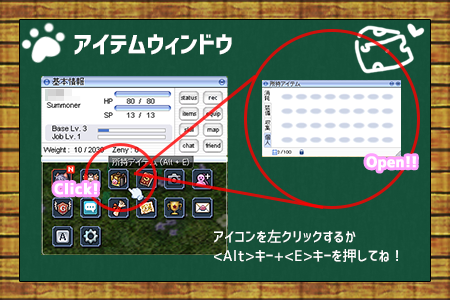 アイテムウィンドウ
基本情報
Summoner
HP 80 / 80
SP 13 / 13
Base Lv. 3
Job Lv. 1
Weight : 10 / 2030 Zeny : 0
status rec
items equip
skill map
chat friend
所持アイテム (Alt + E)
N
Click!
A
所持アイテム
消耗
装備
収集
個人
1/100
Open!!
アイコンを左クリックするか
<Alt>キー+<E>キーを押してね！